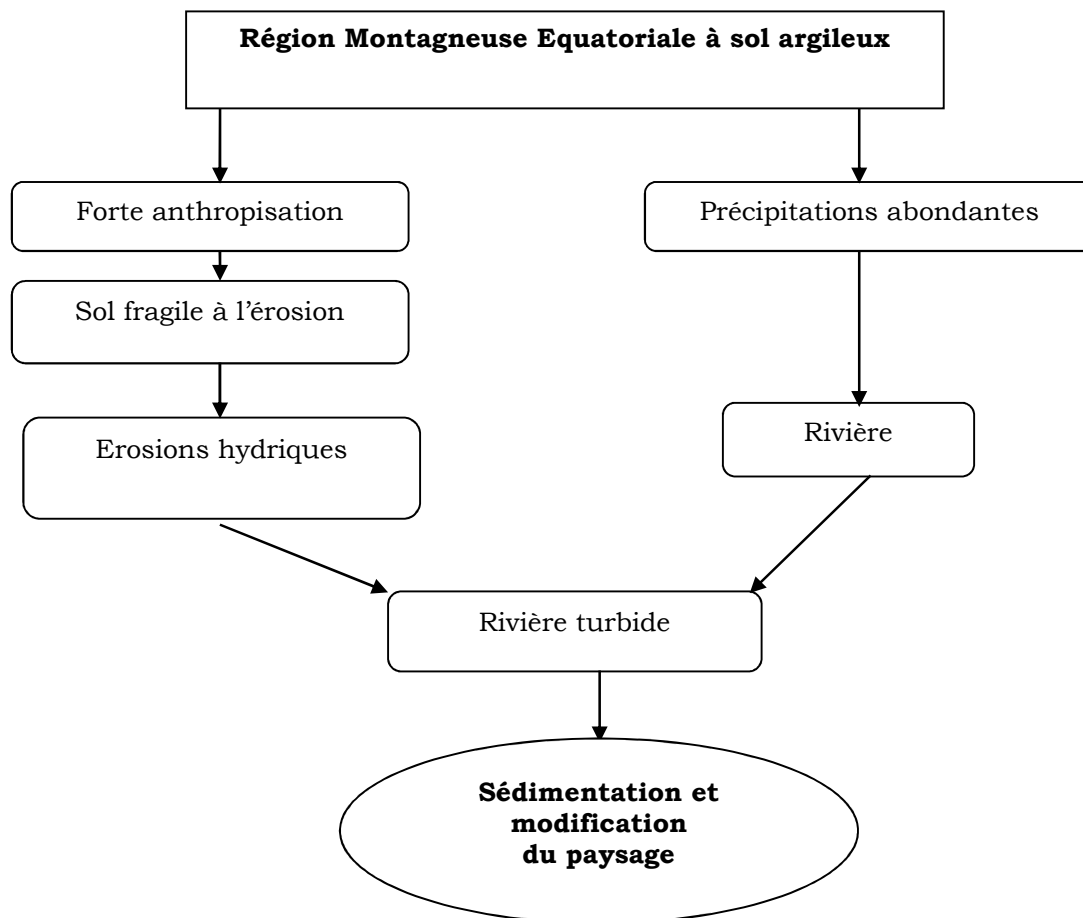 Région Montagneuse Equatoriale à sol argileux
Forte anthropisation
Précipitations abondantes
Sol fragile à l’érosion
Erosions hydriques
Rivière
Rivière turbide
Sédimentation et
modification
du paysage